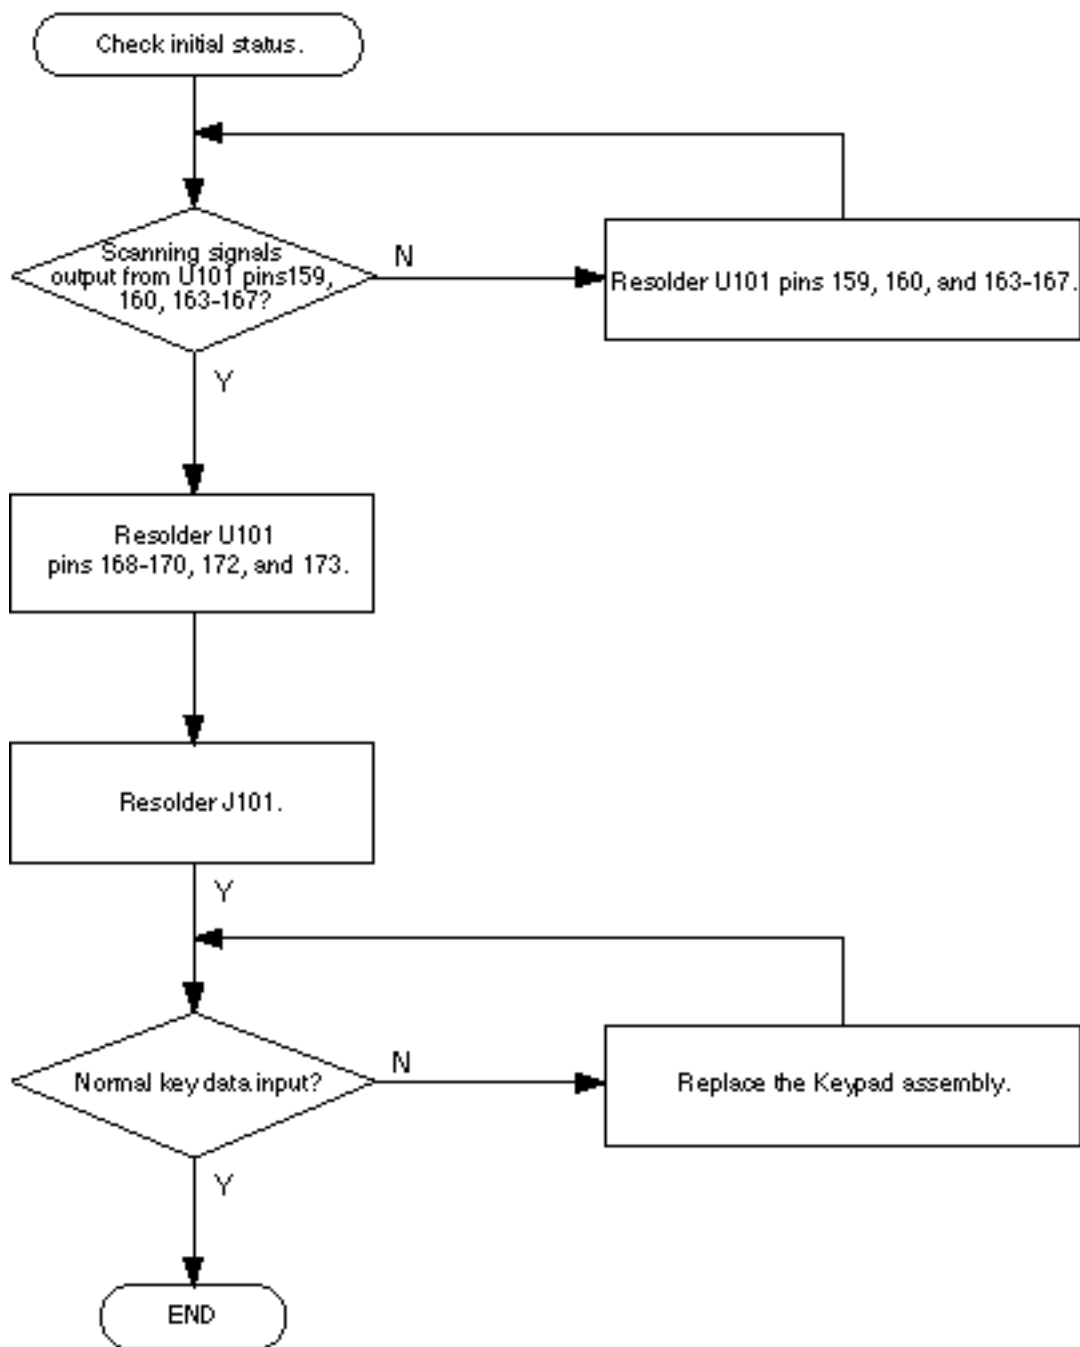 Check initial status.
Scanning signals
output from U101 pins159,
160, 163-167?
N
Resolder U101 pins 159, 160, and 163-167.
Y
Resolder U101
pins 168-170, 172, and 173.
Resolder J101.
Y
Normal key data input?
N
Replace the Keypad assembly.
Y
END